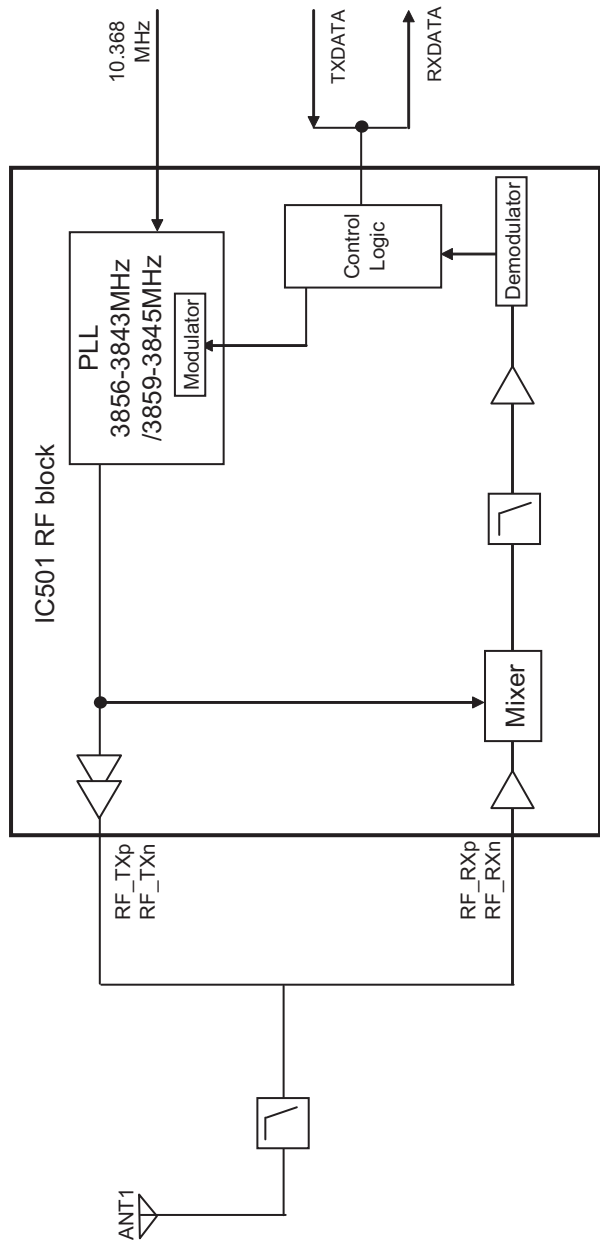 IC501 RF block
10.368
MHz
PLL
3856-3843MHz
/3859-3845MHz
Modulator
TXDATA
RXDATA
Control
Logic
Demodulator
Mixer
RF_TXp
RF_TXn
RF_RXp
RF_RXn
ANT1